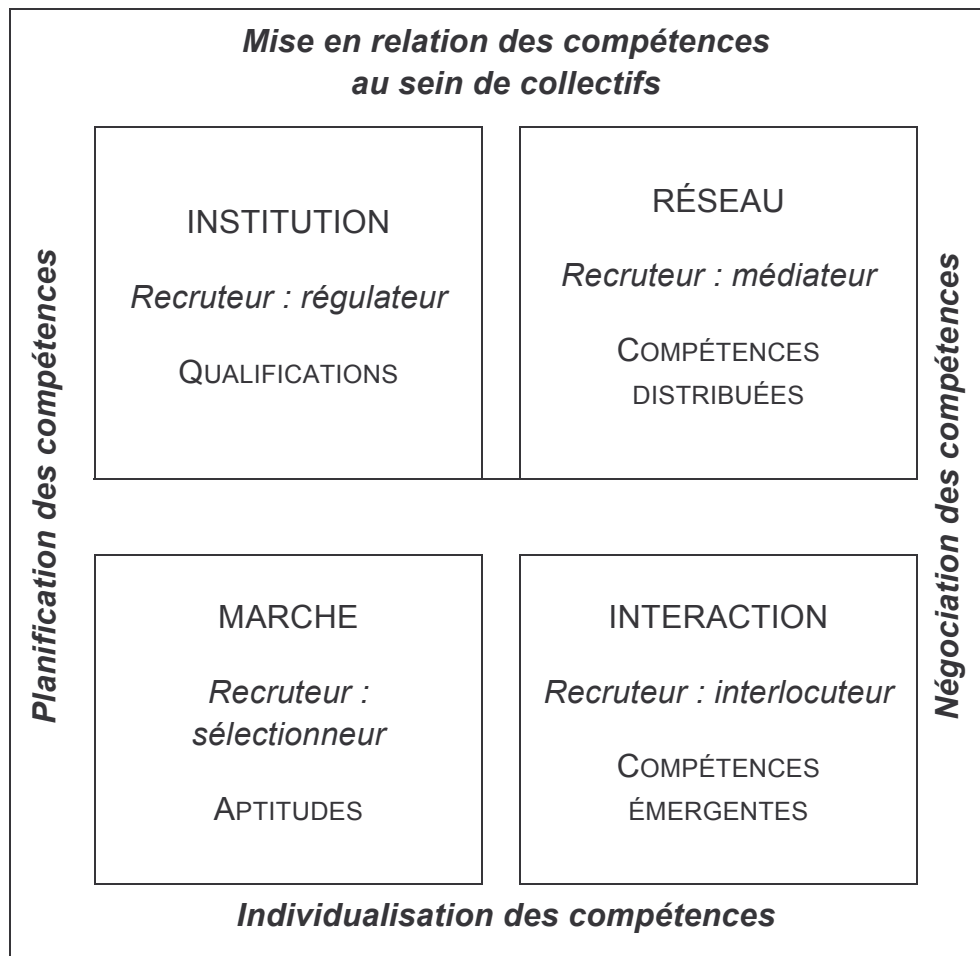 Mise en relation des compétences
au sein de collectifs
Planification des compétences
INSTITUTION
Recruteur : régulateur
QUALIFICATIONS
RÉSEAU
Recruteur : médiateur
COMPÉTENCES
DISTRIBUÉES
MARCHE
Recruteur :
sélectionneur
APTITUDES
INTERACTION
Recruteur : interlocuteur
COMPÉTENCES
ÉMERGENTES
Négociation des compétences
Individualisation des compétences